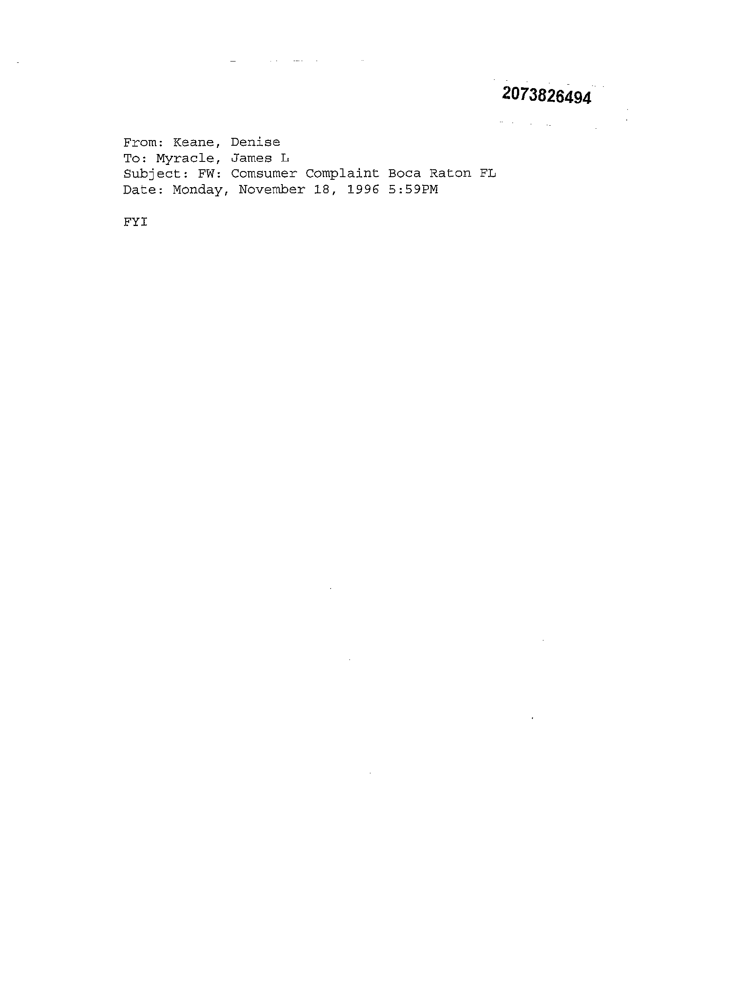 2073826494
From: Keane, Denise
To: Myracle, James L
Subject: FW: Comsumer Complaint Boca Raton FL
Date: Monday, November 18, 1996 5:59PM
FYI